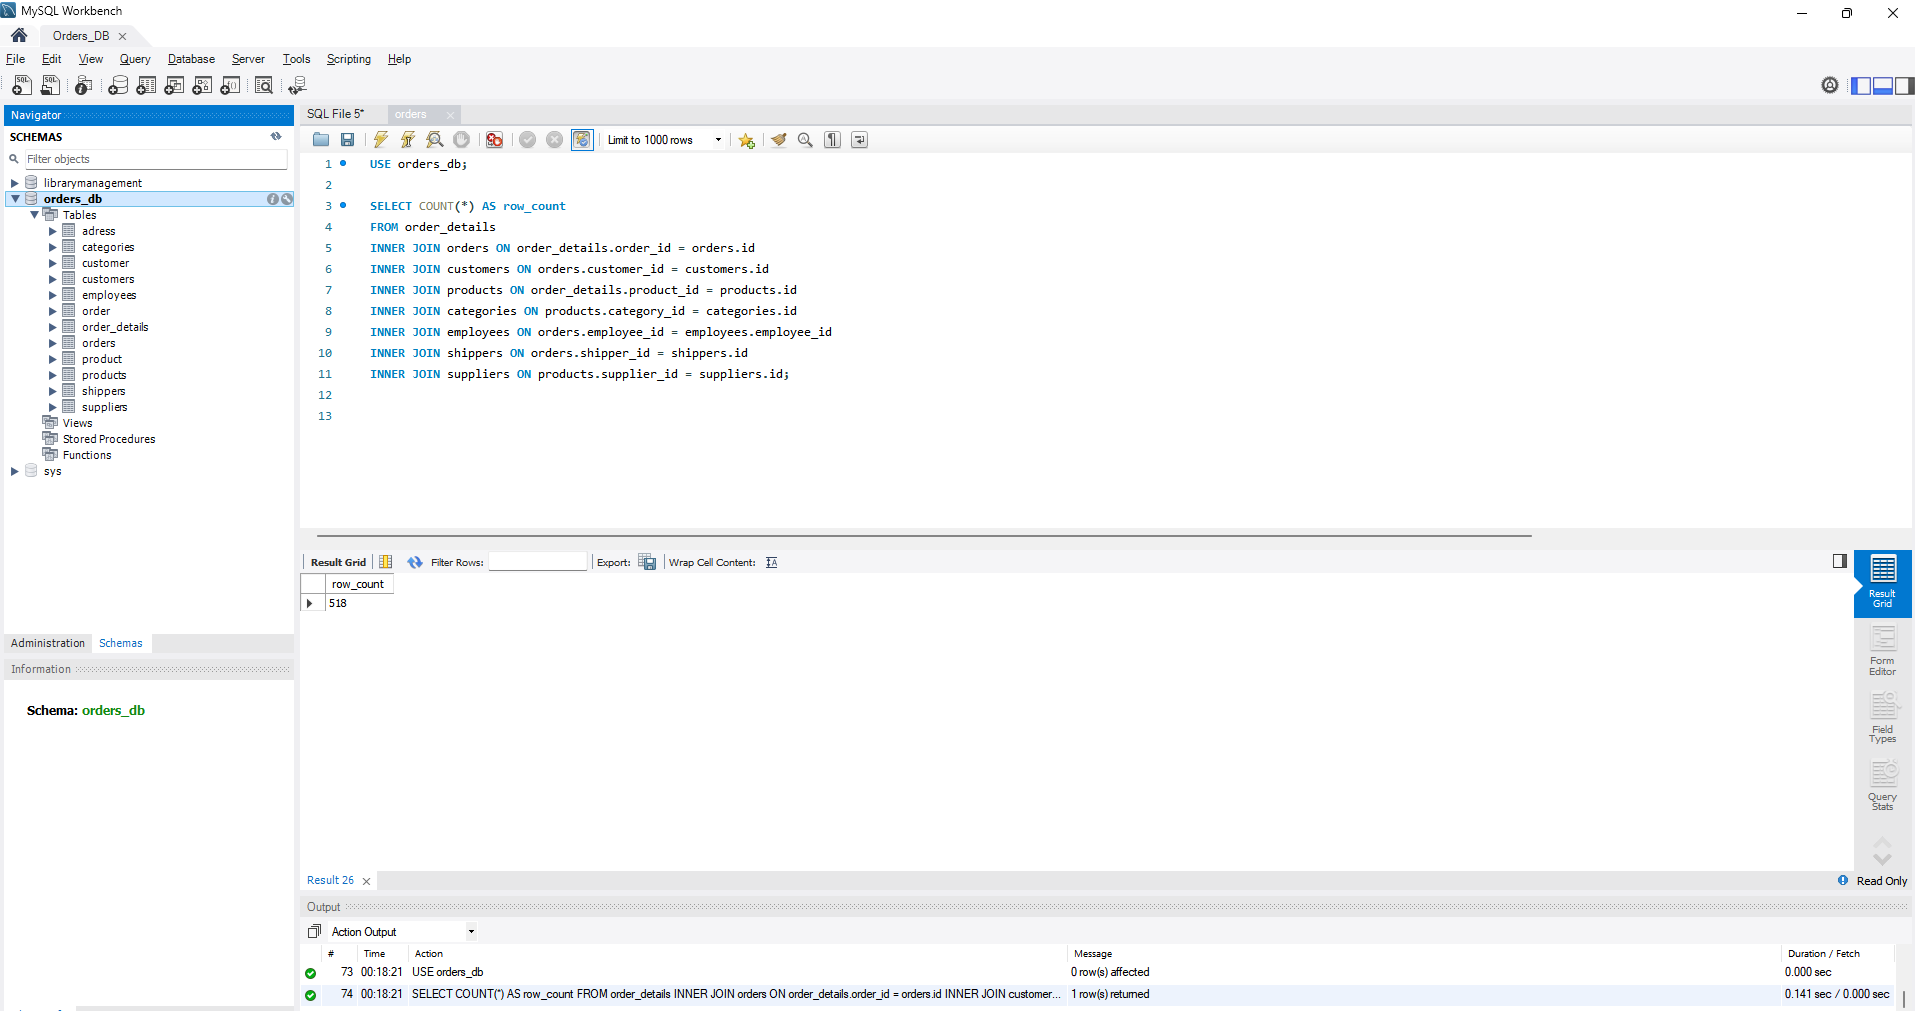 MySQL Workbench
Orders_DB
File Edit View Query Database Server Tools Scripting Help
Navigator
SCHEMAS
Filter objects
librarymanagement
orders_db
Tables
adress
categories
customer
customers
employees
order
order_details
orders
product
products
shippers
suppliers
Views
Stored Procedures
Functions
sys
Administration Schemas
Information
Schema: orders_db
SQL File 5* orders
Limit to 1000 rows
1 USE orders_db;
2
3 SELECT COUNT(*) AS row_count
4 FROM order_details
5 INNER JOIN orders ON order_details.order_id = orders.id
6 INNER JOIN customers ON orders.customer_id = customers.id
7 INNER JOIN products ON order_details.product_id = products.id
8 INNER JOIN categories ON products.category_id = categories.id
9 INNER JOIN employees ON orders.employee_id = employees.employee_id
10 INNER JOIN shippers ON orders.shipper_id = shippers.id
11 INNER JOIN suppliers ON products.supplier_id = suppliers.id;
12
13
Result Grid Filter Rows: Export: Wrap Cell Content:
row_count
518
Result
Grid
Form
Editor
Field
Types
Query
Stats
Result 26
Read Only
Output
Action Output
# Time Action Message Duration / Fetch
73 00:18:21 USE orders_db 0 row(s) affected 0.000 sec
74 00:18:21 SELECT COUNT(*) AS row_count FROM order_details INNER JOIN orders ON order_details.order_id = orders.id INNER JOIN customer... 1 row(s) returned 0.141 sec / 0.000 sec